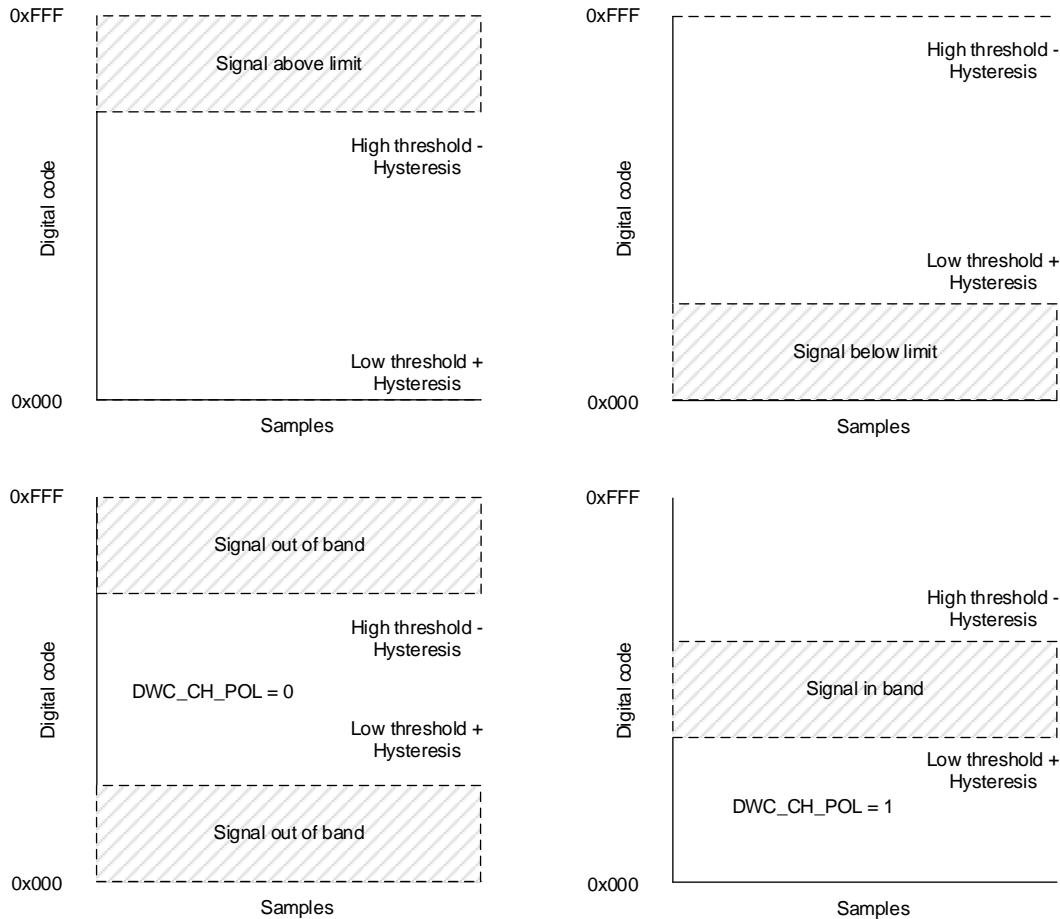 0xFFF
Signal above limit
High threshold -
Hysteresis
Digital code
Low threshold +
Hysteresis
0x000
Samples
High threshold -
Hysteresis
Digital code
Low threshold +
Hysteresis
Signal below limit
0x000
Samples
0xFFF
0xFFF
Signal out of band
High threshold -
Hysteresis
Digital code
DWC_CH_POL = 0
Low threshold +
Hysteresis
Signal out of band
0x000
Samples
0xFFF
High threshold -
Hysteresis
Digital code
Signal in band
Low threshold +
Hysteresis
DWC_CH_POL = 1
0x000
Samples